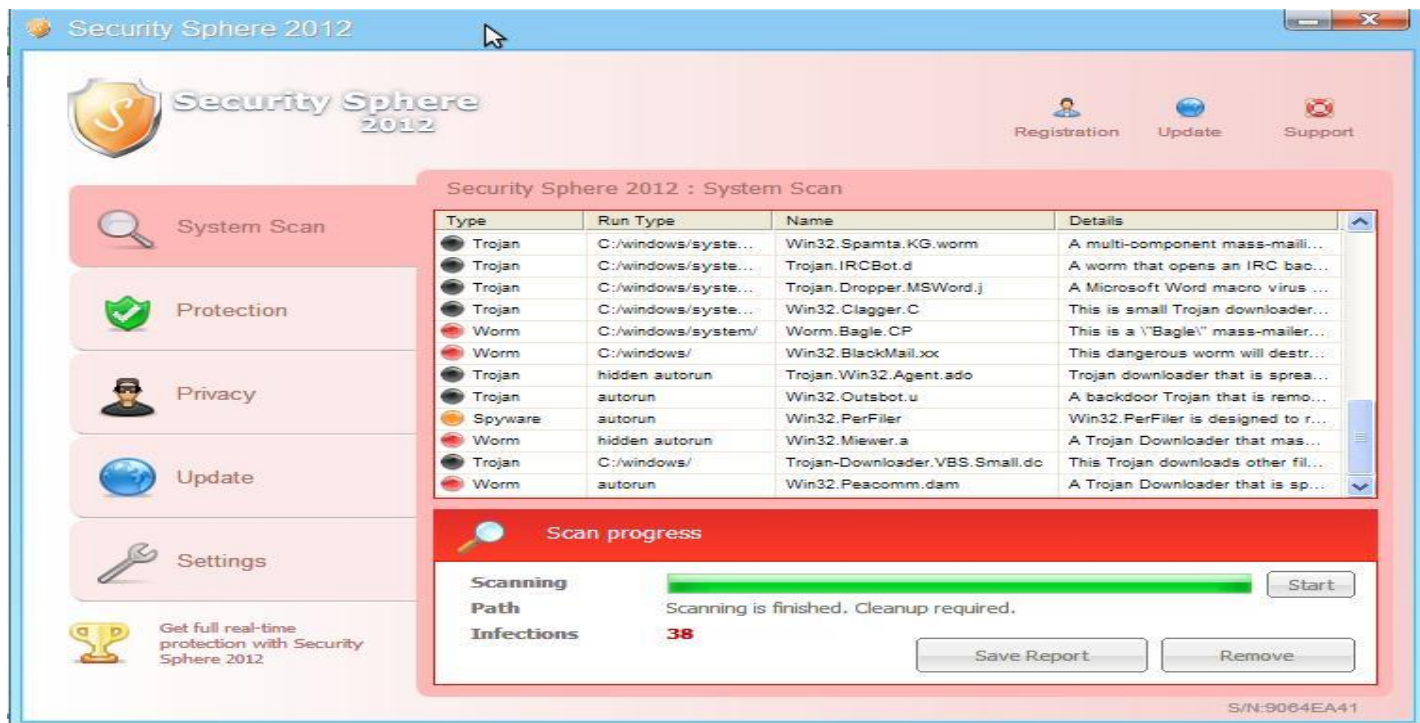 Security Sphere 2012
Security Sphere
2012
Registration Update Support
System Scan
Protection
Privacy
Update
Settings
Get full real-time
protection with Security
Sphere 2012
Security Sphere 2012 : System Scan
Type Run Type Name Details
Trojan C:/windows/syste... Win32.Spamta.KG.worm A multi-component mass-maili...
Trojan C:/windows/syste... Trojan.IRCBot.d A worm that opens an IRC bac...
Trojan C:/windows/syste... Trojan.Dropper.MSWord.j A Microsoft Word macro virus ...
Trojan C:/windows/syste... Win32.Clagger.C This is small Trojan downloader...
Worm C:/windows/system/ Worm.Bagle.CP This is a \"Bagle\" mass-mailer...
Worm C:/windows/ Win32.BlackMail.xx This dangerous worm will destr...
Trojan hidden autorun Trojan.Win32.Agent.ado Trojan downloader that is sprea...
Trojan autorun Win32.Outsbot.u A backdoor Trojan that is remo...
Spyware autorun Win32.PerFiler Win32.PerFiler is designed to r...
Worm hidden autorun Win32.Miewer.a A Trojan Downloader that mas...
Trojan C:/windows/ Trojan-Downloader.VBS.Small.dc This Trojan downloads other fil...
Worm autorun Win32.Peacomm.dam A Trojan Downloader that is sp...
Scan progress
Scanning Start
Path Scanning is finished. Cleanup required.
Infections 38
Save Report Remove
S/N:9064EA41